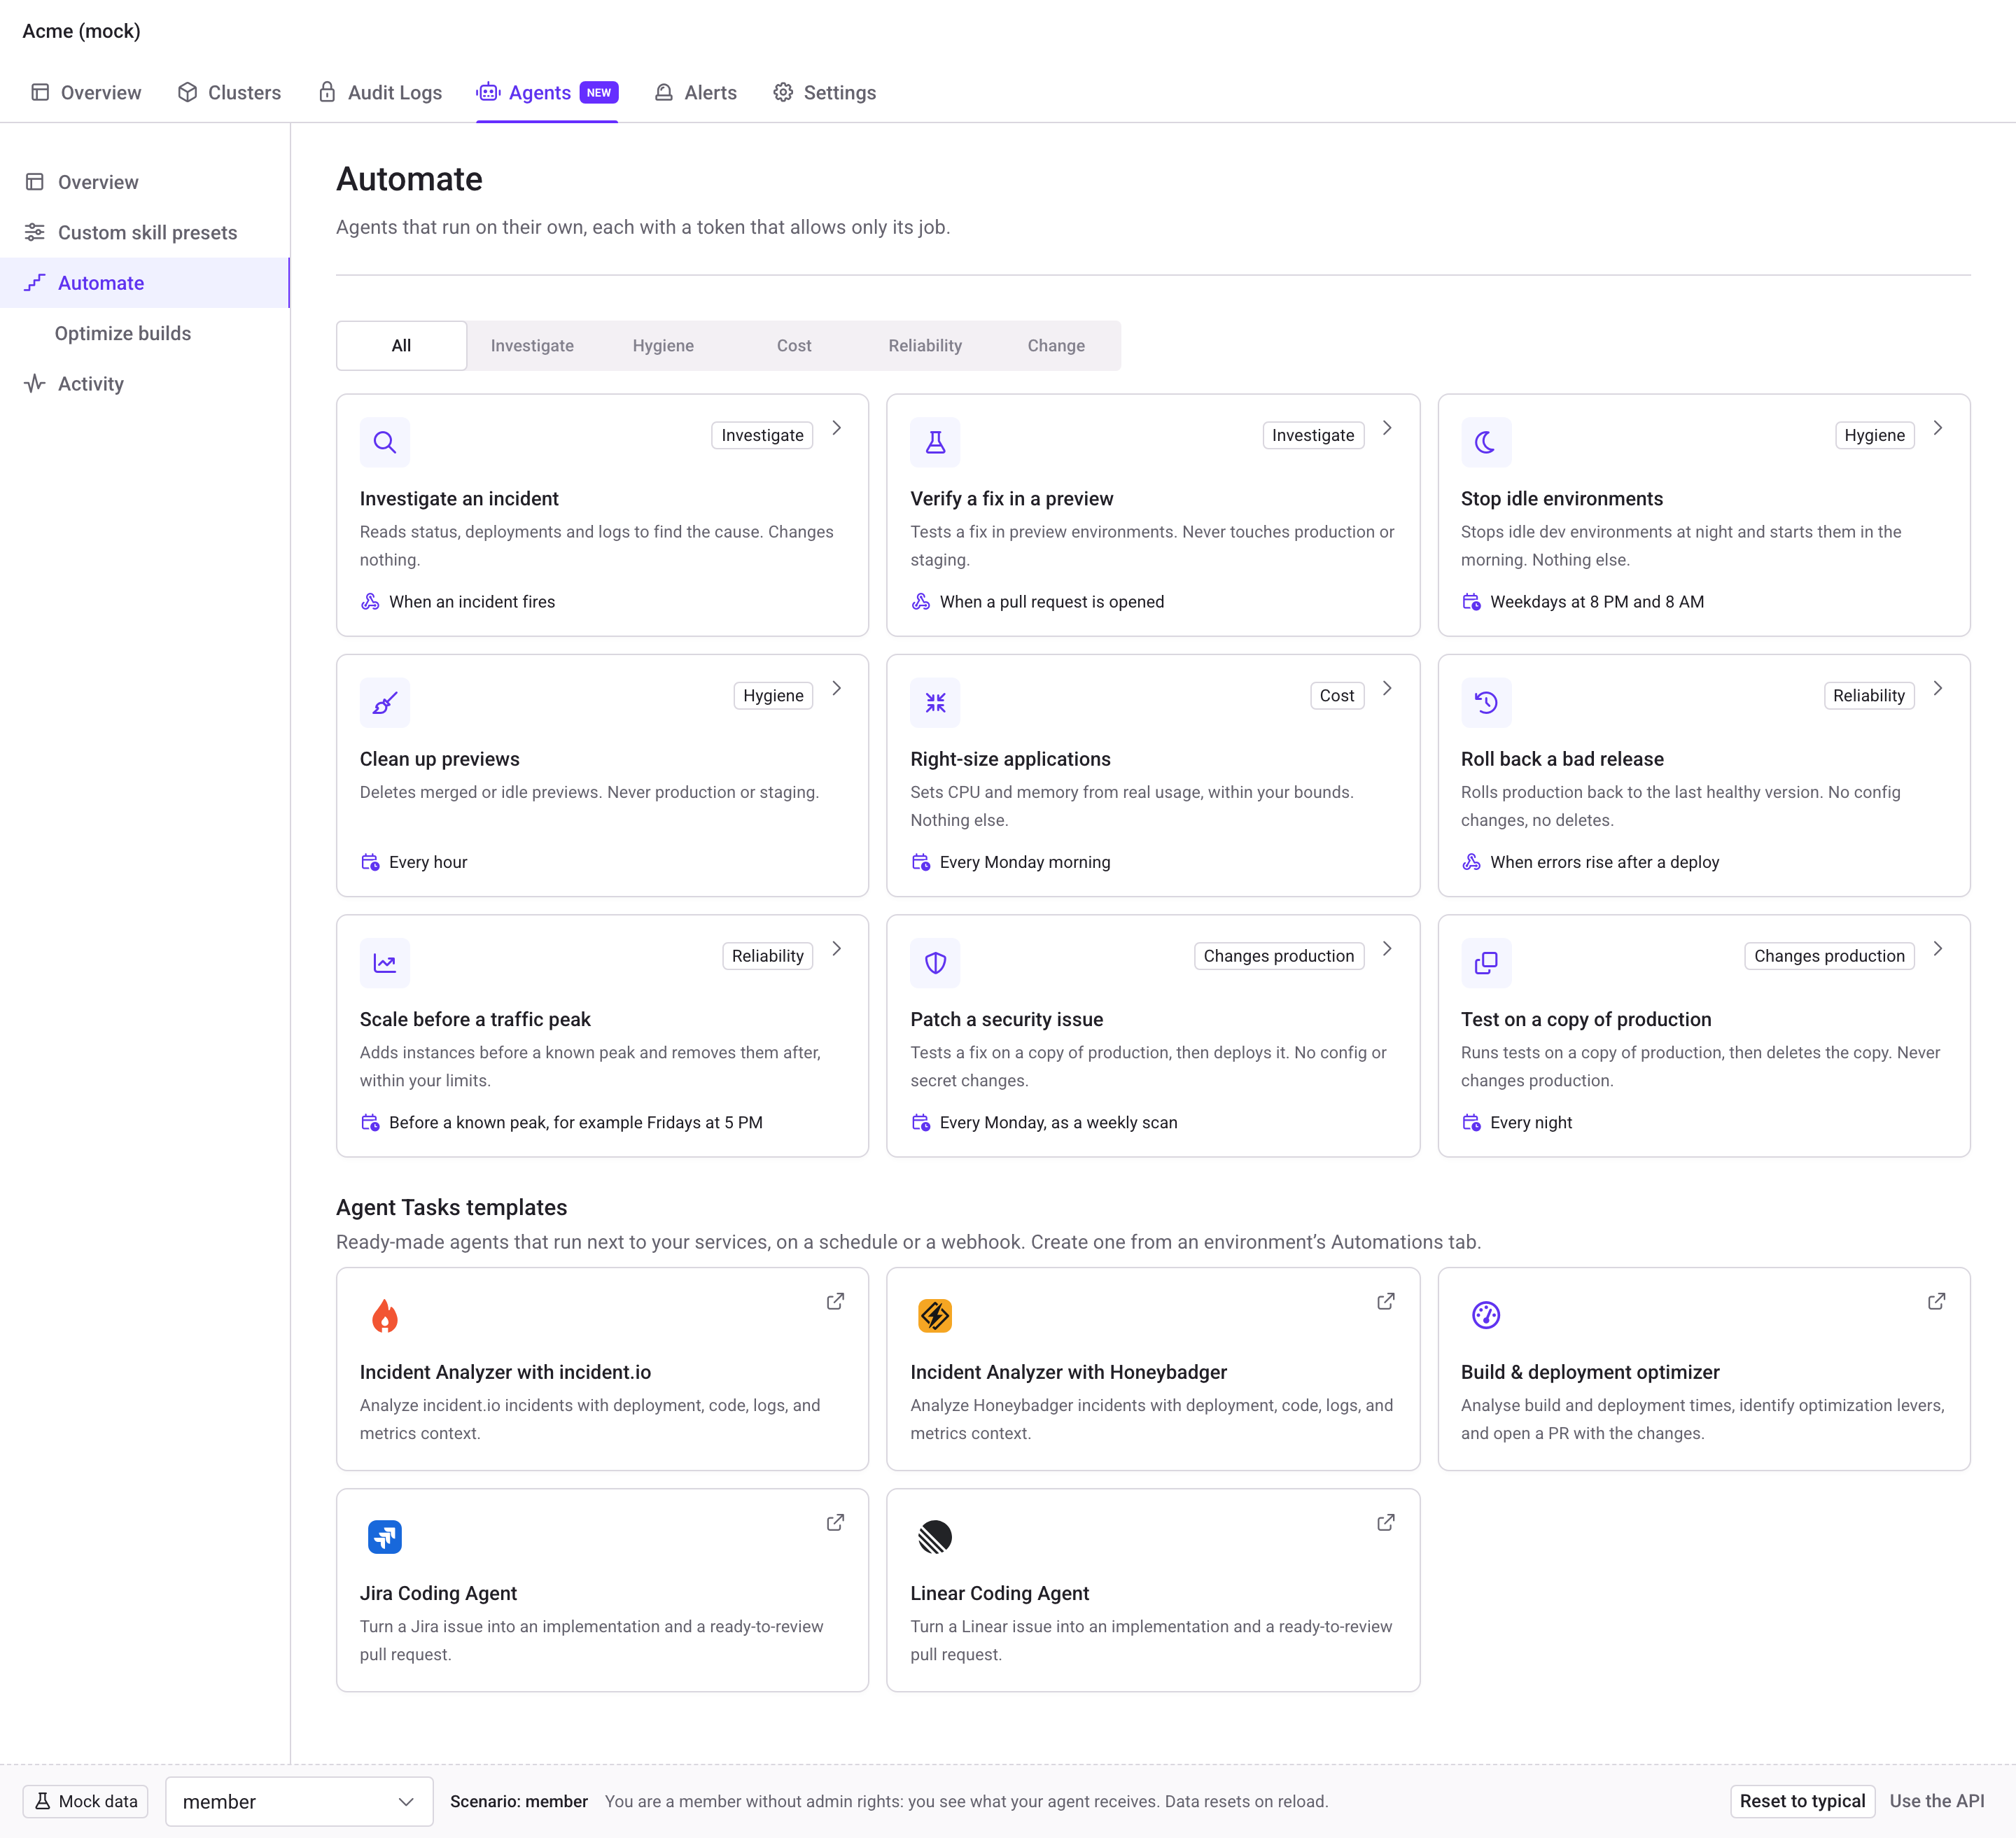 Acme (mock)
Overview
Clusters
Audit Logs
Agents
NEW
Alerts
Settings
Overview
Custom skill presets
Automate
Optimize builds
Activity
Automate
Agents that run on their own, each with a token that allows only its job.
All
Investigate
Hygiene
Cost
Reliability
Change
Investigate
Investigate an incident
Reads status, deployments and logs to find the cause. Changes
nothing.
When an incident fires
Investigate
Verify a fix in a preview
Tests a fix in preview environments. Never touches production or
staging.
When a pull request is opened
Hygiene
Stop idle environments
Stops idle dev environments at night and starts them in the
morning. Nothing else.
Weekdays at 8 PM and 8 AM
Hygiene
Clean up previews
Deletes merged or idle previews. Never production or staging.
Every hour
Cost
Right-size applications
Sets CPU and memory from real usage, within your bounds.
Nothing else.
Every Monday morning
Reliability
Roll back a bad release
Rolls production back to the last healthy version. No config
changes, no deletes.
When errors rise after a deploy
Reliability
Scale before a traffic peak
Adds instances before a known peak and removes them after,
within your limits.
Before a known peak, for example Fridays at 5 PM
Changes production
Patch a security issue
Tests a fix on a copy of production, then deploys it. No config or
secret changes.
Every Monday, as a weekly scan
Changes production
Test on a copy of production
Runs tests on a copy of production, then deletes the copy. Never
changes production.
Every night
Agent Tasks templates
Ready-made agents that run next to your services, on a schedule or a webhook. Create one from an environment’s Automations tab.
Incident Analyzer with incident.io
Analyze incident.io incidents with deployment, code, logs, and
metrics context.
Incident Analyzer with Honeybadger
Analyze Honeybadger incidents with deployment, code, logs, and
metrics context.
Build & deployment optimizer
Analyse build and deployment times, identify optimization levers,
and open a PR with the changes.
Jira Coding Agent
Turn a Jira issue into an implementation and a ready-to-review
pull request.
Linear Coding Agent
Turn a Linear issue into an implementation and a ready-to-review
pull request.
Mock data
member
Scenario: member
You are a member without admin rights: you see what your agent receives. Data resets on reload.
Reset to typical
Use the API